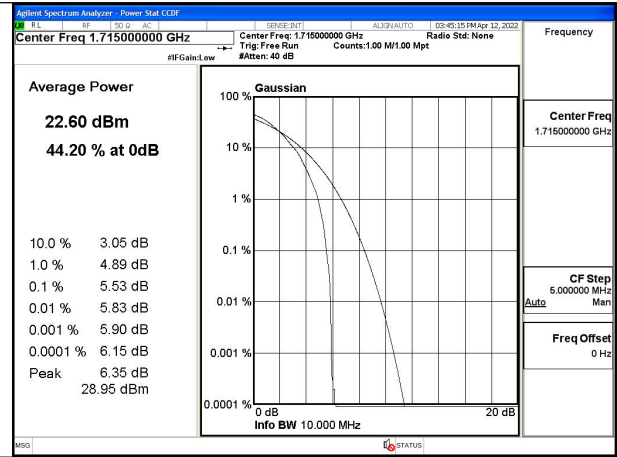 Agilent Spectrum Analyzer - Power Stat CCDF
RL RF 50 Ω AC SENSE:INT ALIGN AUTO 03:45:15 PM Apr 12, 2022
Center Freq 1.715000000 GHz
Center Freq: 1.715000000 GHz Radio Std: None
Trig: Free Run Counts:1.00 M/1.00 Mpt
#IFGain:Low #Atten: 40 dB
Frequency
Average Power
22.60 dBm
44.20 % at 0dB
10.0 % 3.05 dB
1.0 % 4.89 dB
0.1 % 5.53 dB
0.01 % 5.83 dB
0.001 % 5.90 dB
0.0001 % 6.15 dB
Peak 6.35 dB
28.95 dBm
Gaussian
100 %
10 %
1 %
0.1 %
0.01 %
0.001 %
0.0001 %
0 dB 20 dB
Info BW 10.000 MHz
Center Freq
1.715000000 GHz
CF Step
5.000000 MHz
Auto Man
Freq Offset
0 Hz
MSG STATUS